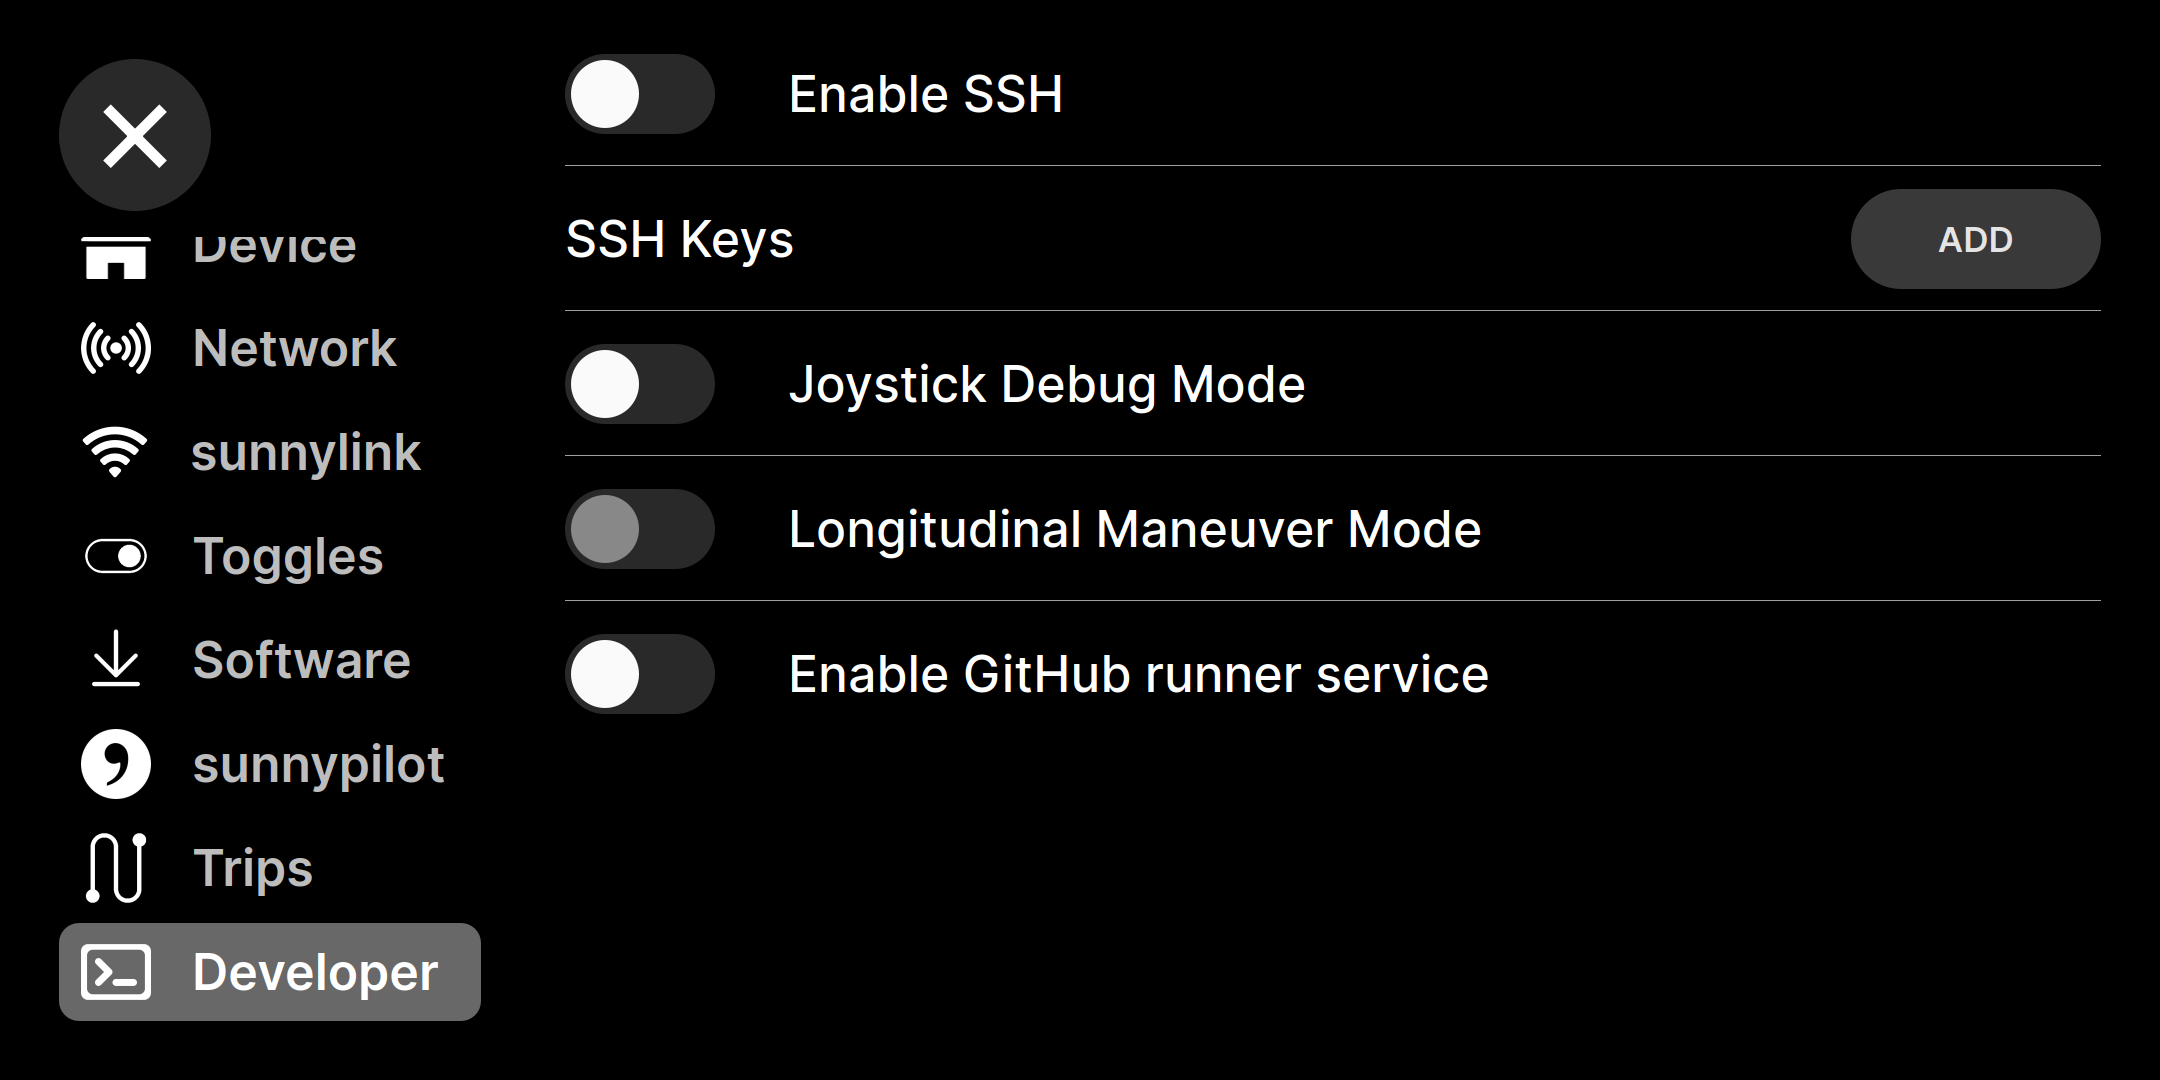 Device
Network
sunnylink
Toggles
Software
sunnypilot
Trips
Developer
Enable SSH
SSH Keys
ADD
Joystick Debug Mode
Longitudinal Maneuver Mode
Enable GitHub runner service